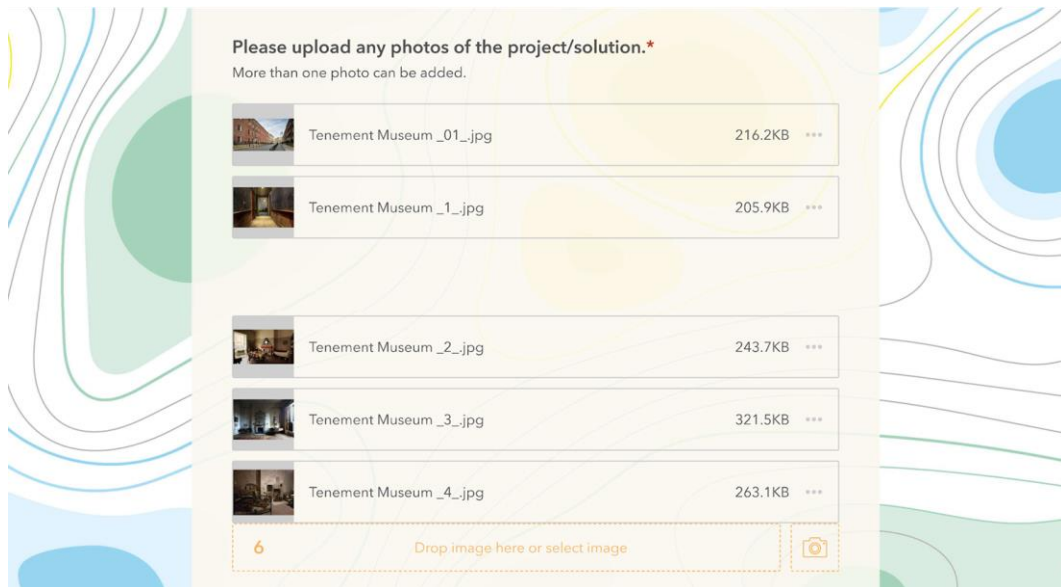 Please upload any photos of the project/solution.*
More than one photo can be added.
Tenement Museum _01_.jpg 216.2KB
Tenement Museum _1_.jpg 205.9KB
Tenement Museum _2_.jpg 243.7KB
Tenement Museum _3_.jpg 321.5KB
Tenement Museum _4_.jpg 263.1KB
6 Drop image here or select image